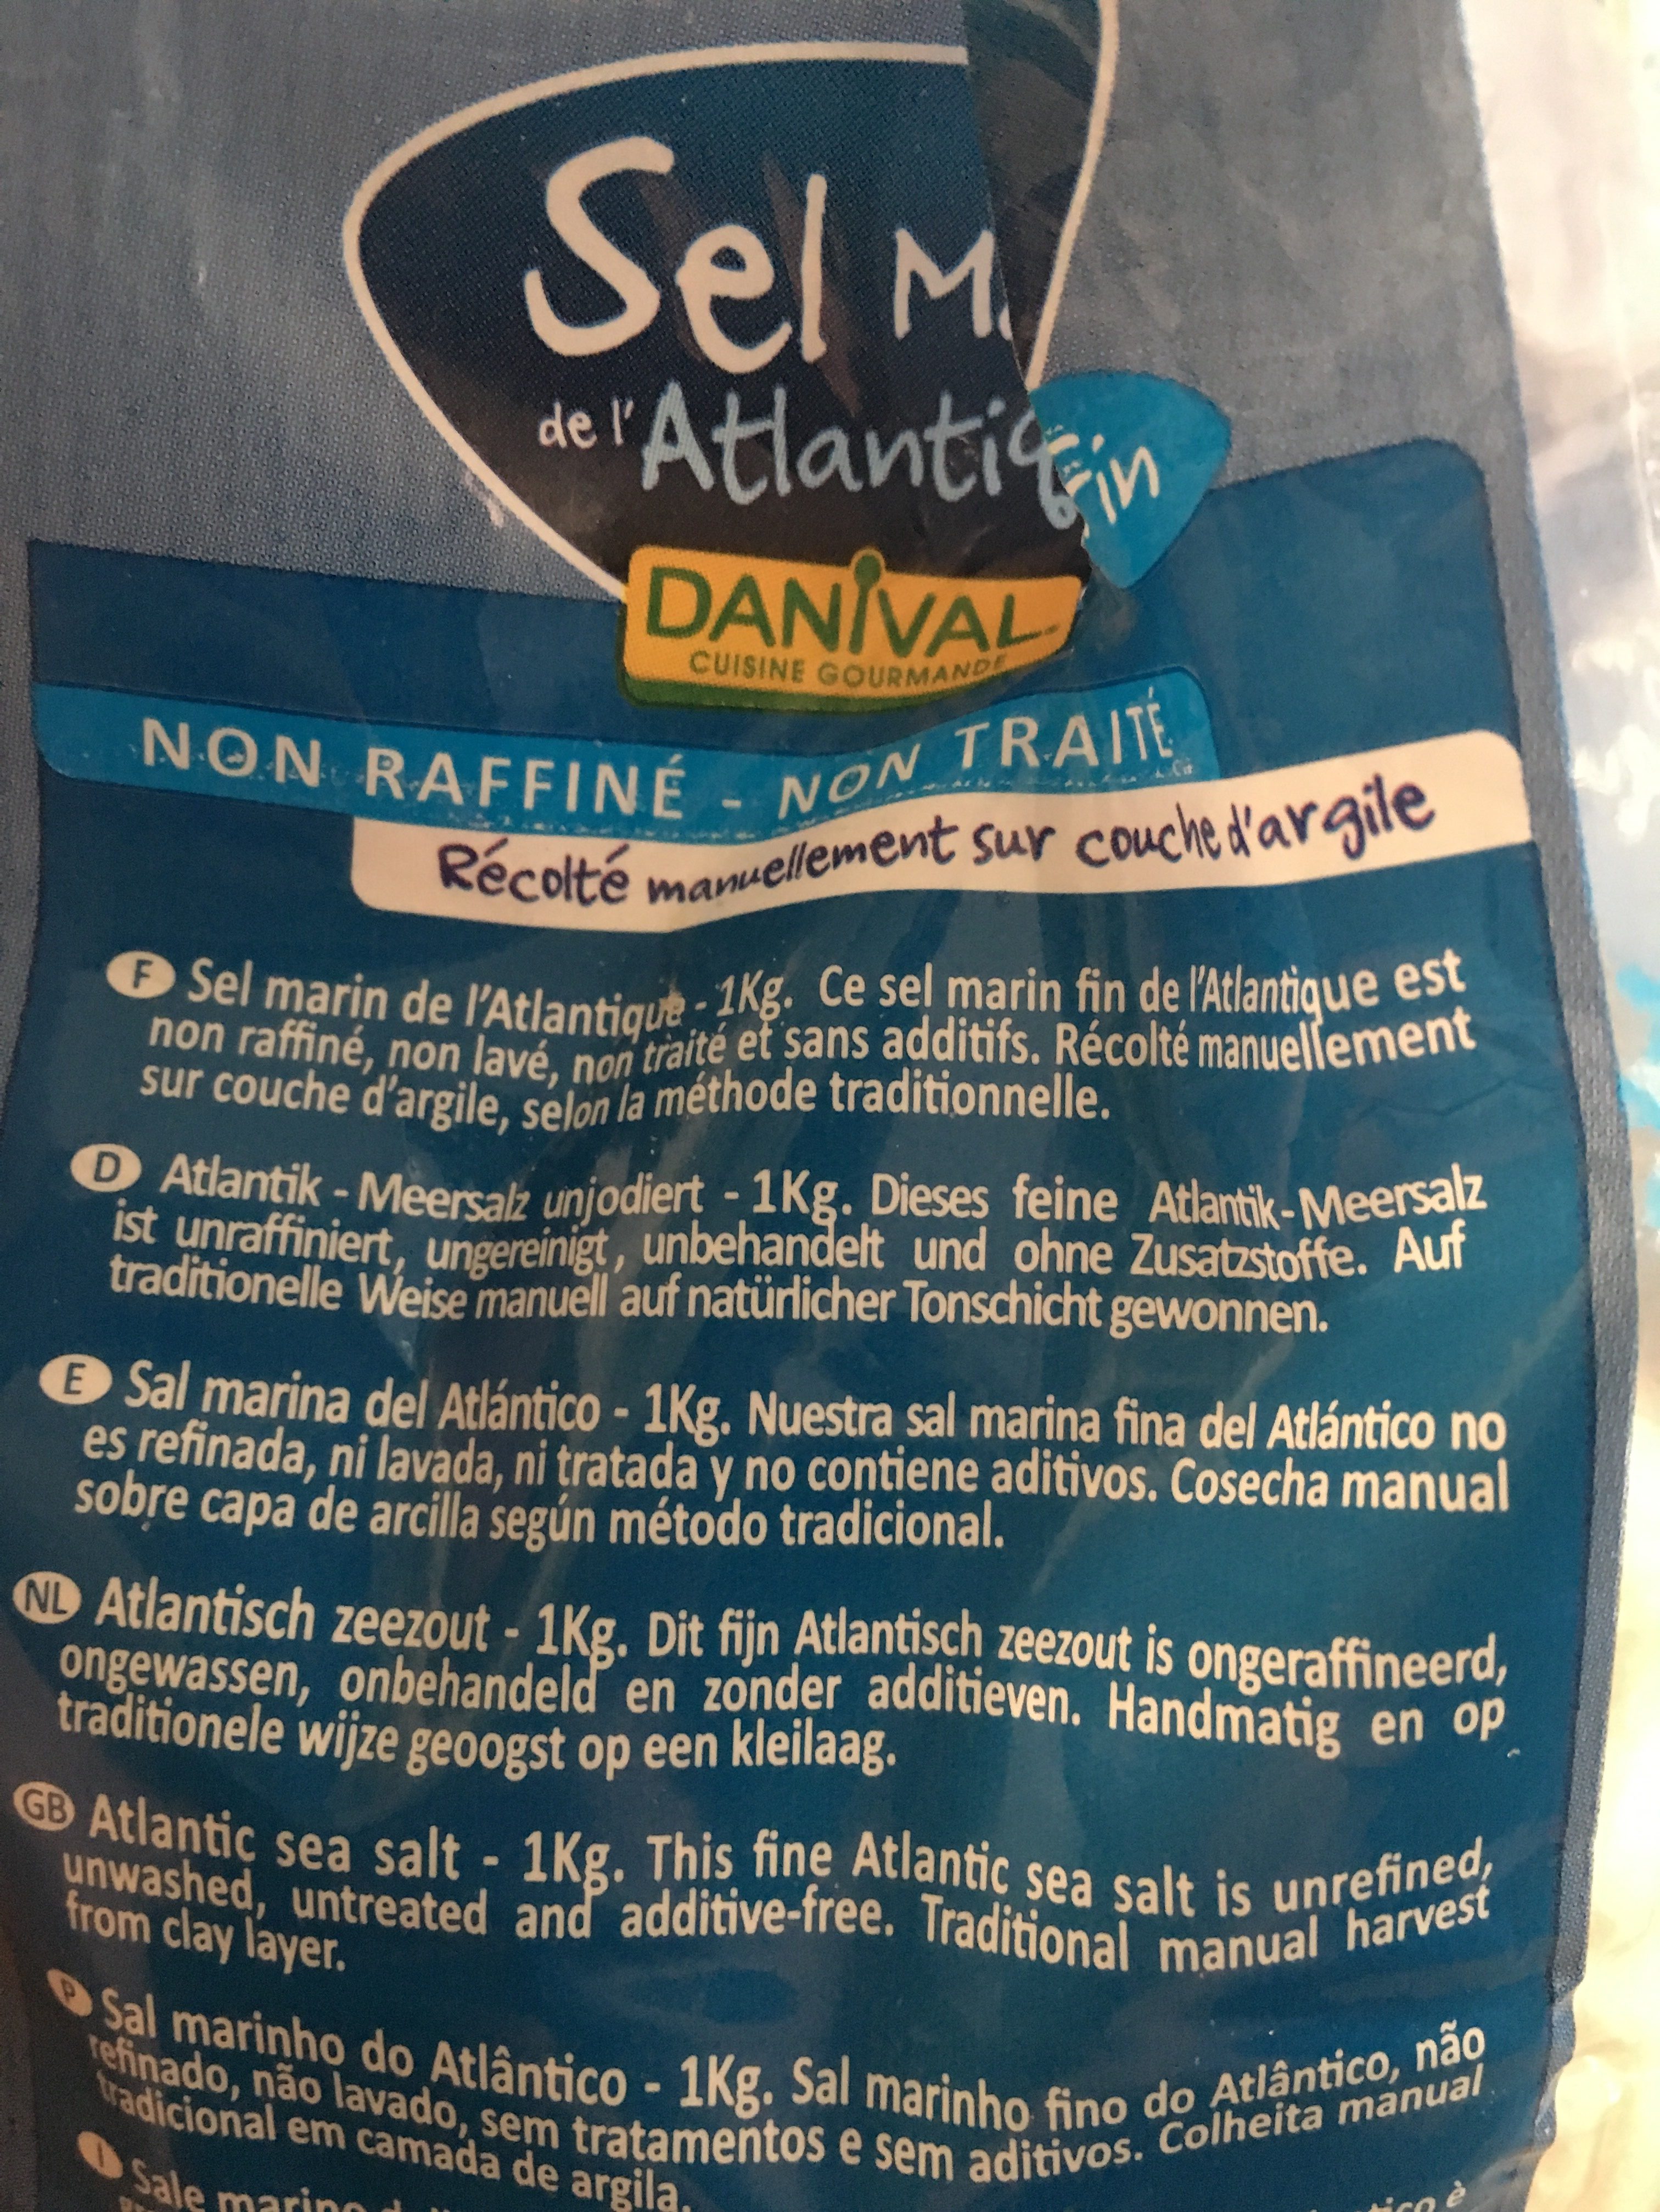 Sel M
de l'Atlantiq
Fin
DANIVAL
CUISINE GOURMANDE
NON RAFFINÉ - NON TRAITÉ
Récolté manuellement sur couche d'argile
F Sel marin de l'Atlantique - 1Kg. Ce sel marin fin de l'Atlantique est
non raffiné, non lavé, non traité et sans additifs. Récolté manuellement
sur couche d'argile, selon la méthode traditionnelle.
D Atlantik - Meersalz unjodiert - 1Kg. Dieses feine Atlantik-Meersalz
ist unraffiniert, ungereinigt, unbehandelt und ohne Zusatzstoffe. Auf
traditionelle Weise manuell auf natürlicher Tonschicht gewonnen.
E Sal marina del Atlántico - 1Kg. Nuestra sal marina fina del Atlántico no
es refinada, ni lavada, ni tratada y no contiene aditivos. Cosecha manual
sobre capa de arcilla según método tradicional.
NL Atlantisch zeezout - 1Kg. Dit fijn Atlantisch zeezout is ongeraffineerd,
ongewassen, onbehandeld en zonder additieven. Handmatig en op
traditionele wijze geoogst op een kleilaag.
GB Atlantic sea salt - 1Kg. This fine Atlantic sea salt is unrefined,
unwashed, untreated and additive-free. Traditional manual harvest
from clay layer.
P Sal marinho do Atlântico - 1Kg. Sal marinho fino do Atlântico, não
refinado, não lavado, sem tratamentos e sem aditivos. Colheita manual
tradicional em camada de argila.
I Sale marino
è